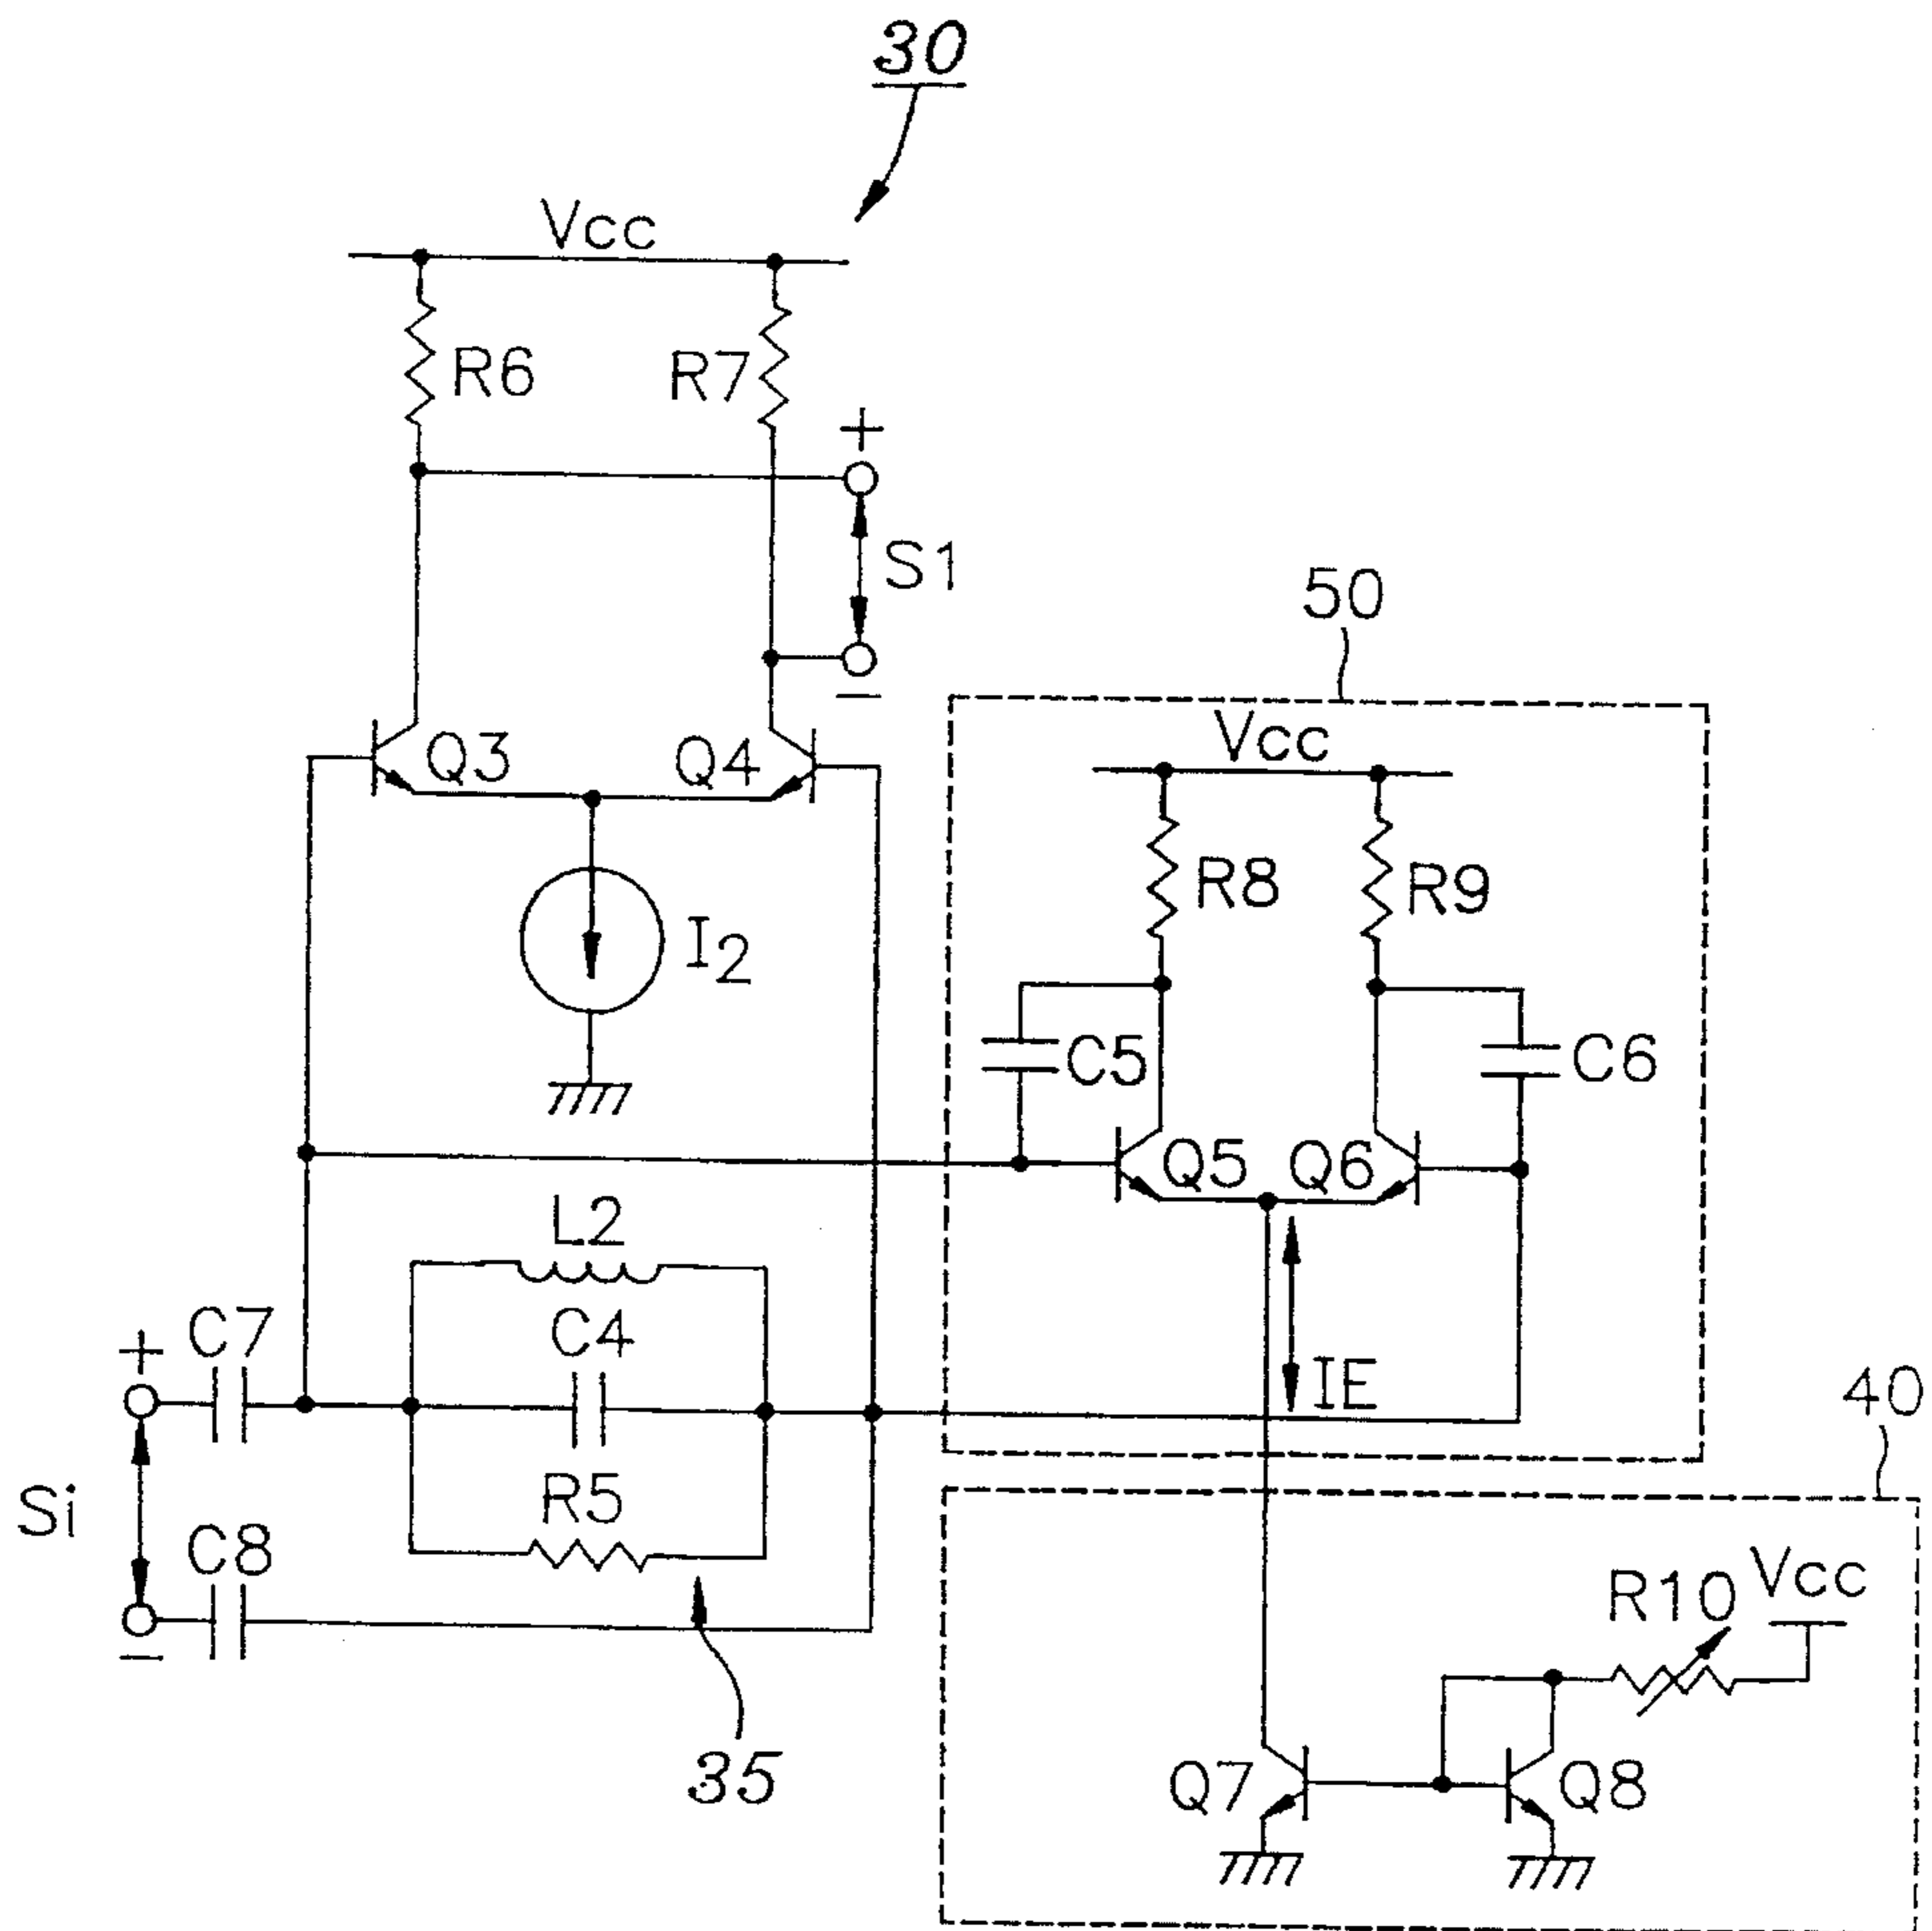 30
Vcc
R6
R7
+
S1
−
Q3
Q4
I2
50
Vcc
R8
R9
C5
C6
Q5
Q6
IE
L2
C4
R5
+
C7
Si
C8
−
35
40
R10
Vcc
Q7
Q8